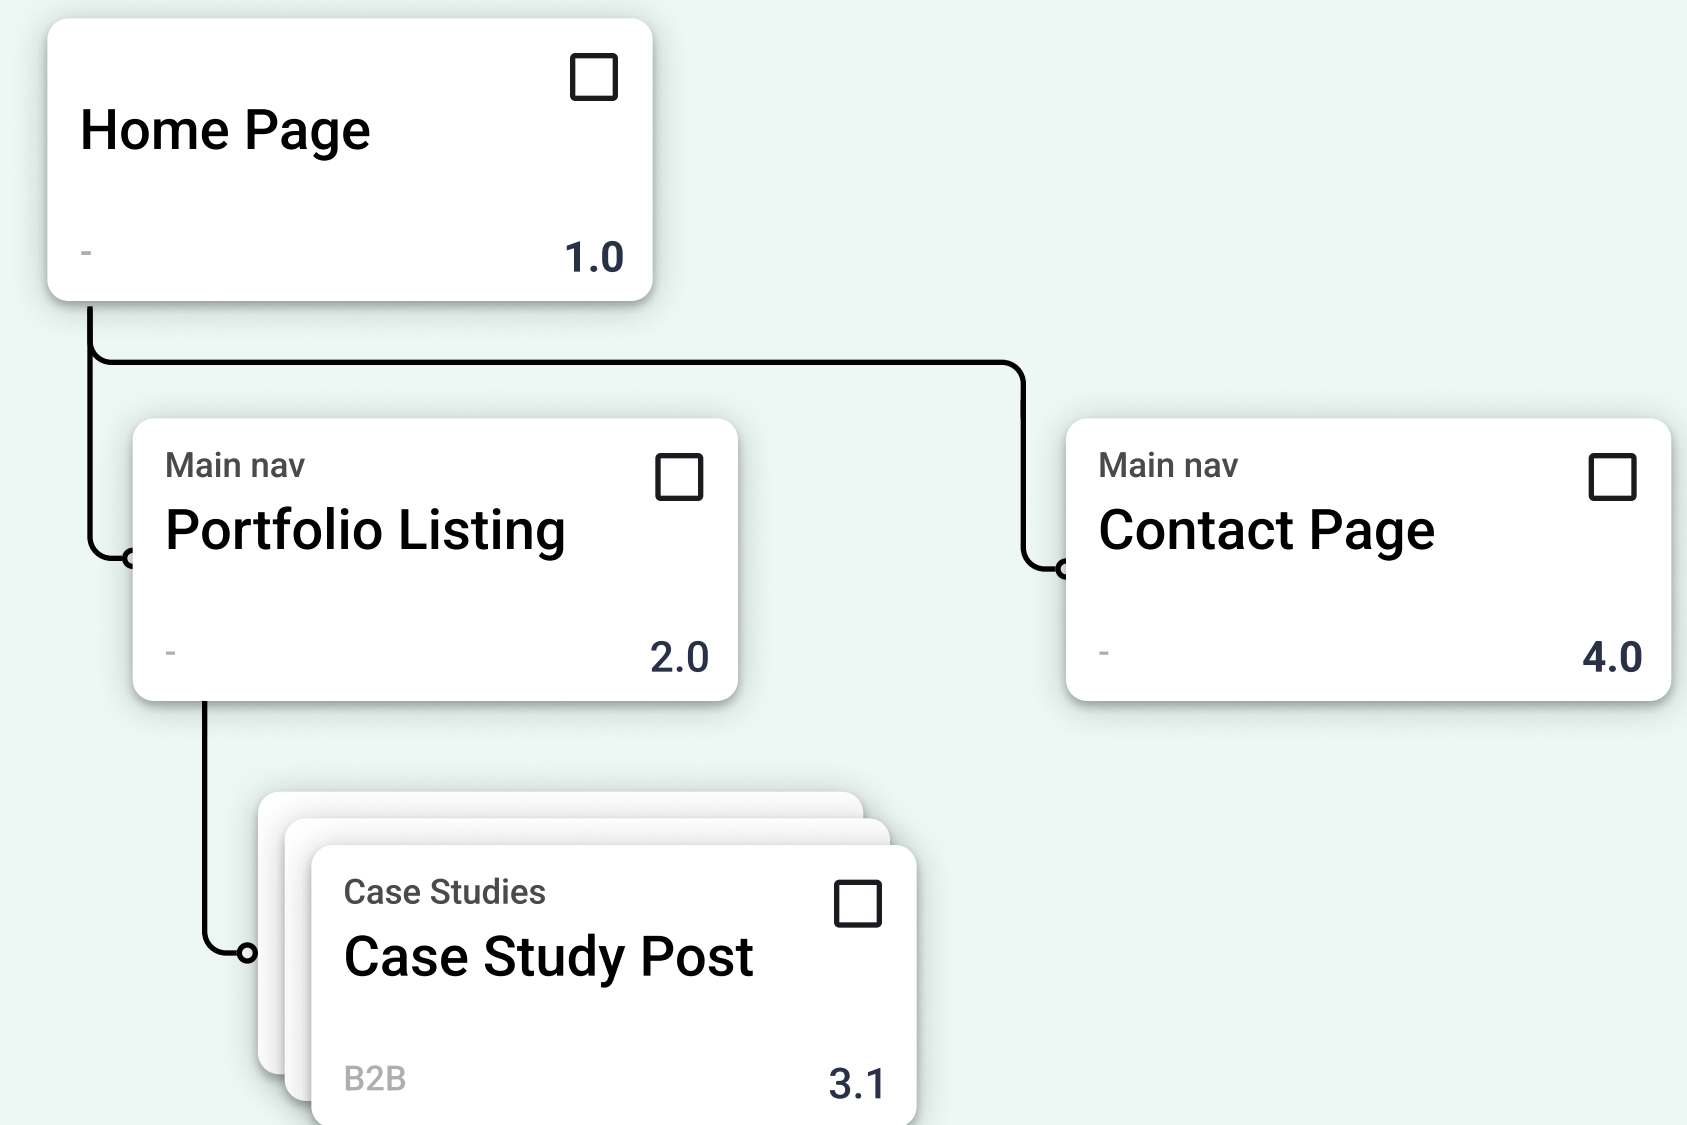 Home Page
-
1.0
Main nav
Portfolio Listing
-
2.0
Main nav
Contact Page
-
4.0
Case Studies
Case Study Post
B2B
3.1